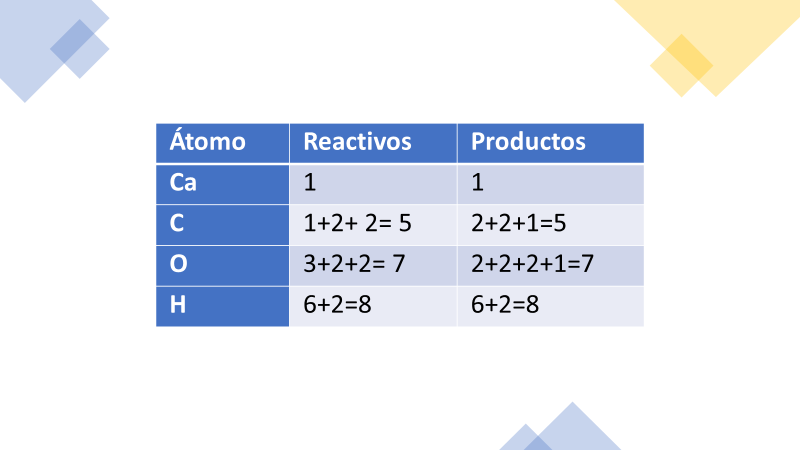 Átomo Reactivos Productos
Ca 1 1
C 1+2+ 2= 5 2+2+1=5
O 3+2+2= 7 2+2+2+1=7
H 6+2=8 6+2=8